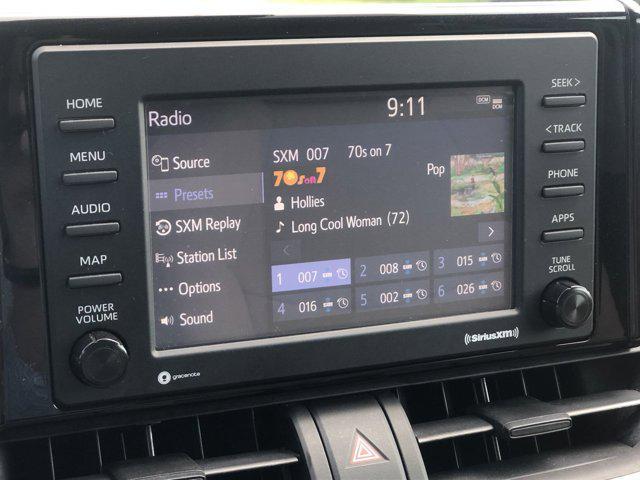 HOME
MENU
AUDIO
MAP
POWER
VOLUME
Radio
9:11
DCM
DCM
Source
Presets
SXM Replay
Station List
Options
Sound
SXM 007 70s on 7
70s on 7
Pop
Hollies
Long Cool Woman (72)
1 007
2 008
3 015
4 016
5 002
6 026
SEEK >
< TRACK
PHONE
APPS
TUNE
SCROLL
gracenote
SiriusXM